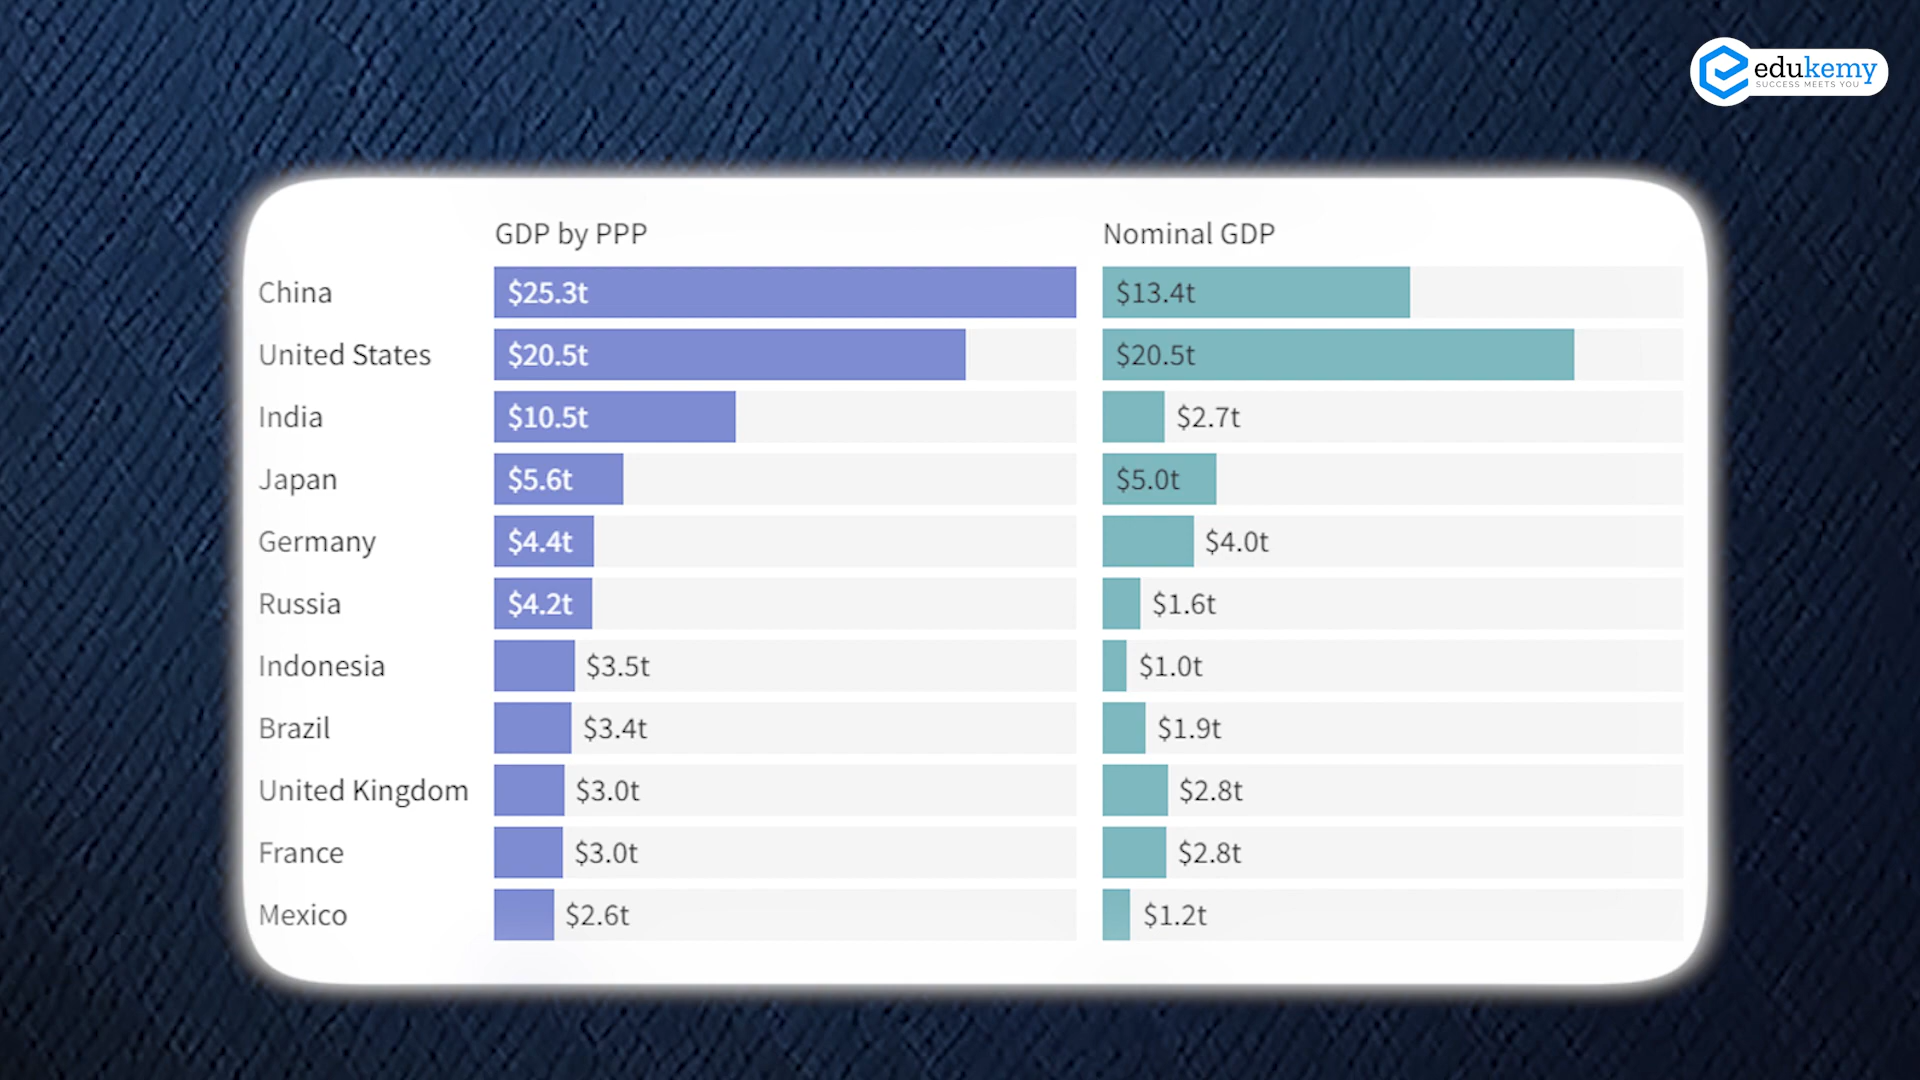 edukemy
SUCCESS MEETS YOU
GDP by PPP Nominal GDP
China $25.3t $13.4t
United States $20.5t $20.5t
India $10.5t $2.7t
Japan $5.6t $5.0t
Germany $4.4t $4.0t
Russia $4.2t $1.6t
Indonesia $3.5t $1.0t
Brazil $3.4t $1.9t
United Kingdom $3.0t $2.8t
France $3.0t $2.8t
Mexico $2.6t $1.2t